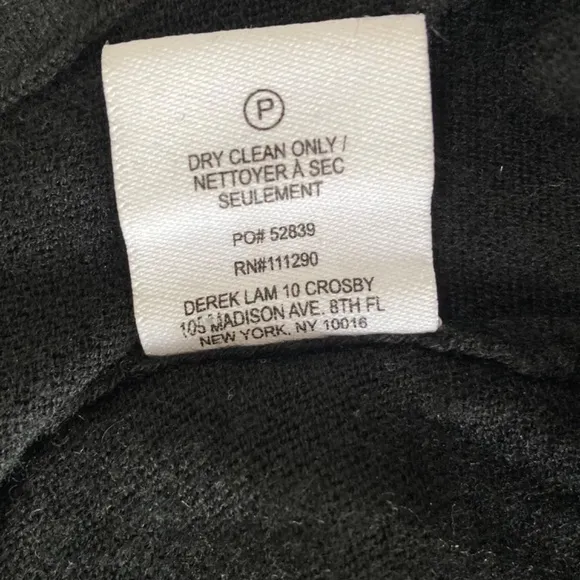 P
DRY CLEAN ONLY /
NETTOYER À SEC
SEULEMENT
PO# 52839
RN#111290
DEREK LAM 10 CROSBY
105 MADISON AVE. 8TH FL
NEW YORK, NY 10016